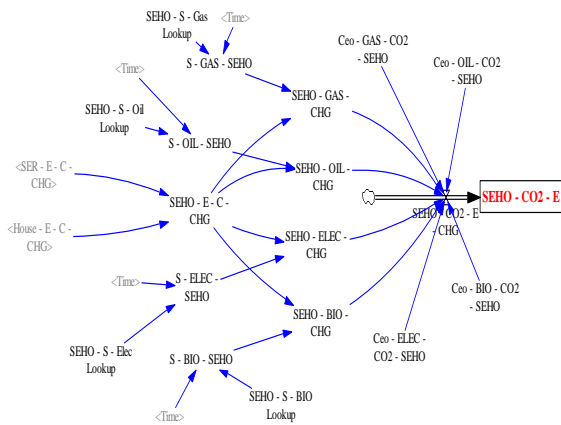 SEHO - S - Gas
Lookup
<Time>
S - GAS - SEHO
<Time>
SEHO - S - Oil
Lookup
S - OIL - SEHO
<SER - E - C -
CHG>
<House - E - C -
CHG>
SEHO - E - C -
CHG
<Time>
S - ELEC -
SEHO
SEHO - S - Elec
Lookup
S - BIO - SEHO
<Time>
SEHO - S - BIO
Lookup
SEHO - GAS -
CHG
SEHO - OIL -
CHG
SEHO - ELEC -
CHG
SEHO - BIO -
CHG
Ceo - GAS - CO2
- SEHO
Ceo - OIL - CO2
- SEHO
SEHO - CO2 - E
- CHG
SEHO - CO2 - E
Ceo - BIO - CO2
- SEHO
Ceo - ELEC -
CO2 - SEHO